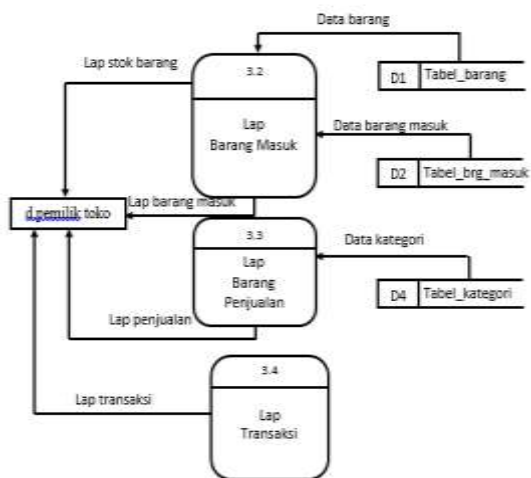 Data barang
Lap stok barang
3.2
D1 Tabel_barang
Lap
Barang Masuk
Data barang masuk
D2 Tabel_brg_masuk
Lap barang masuk
d.pemilik toko
3.3
Data kategori
Lap
Barang
Penjualan
D4 Tabel_kategori
Lap penjualan
3.4
Lap transaksi
Lap
Transaksi